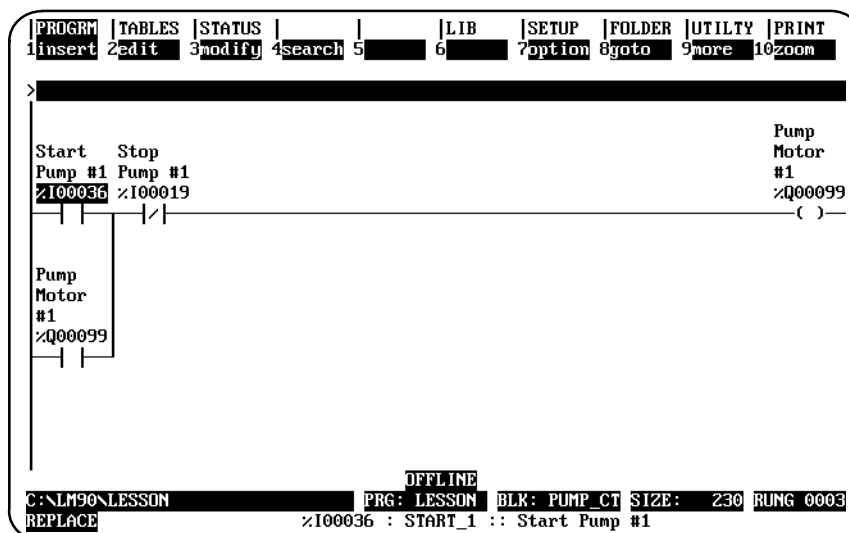 PROGRM |TABLES |STATUS | | |LIB |SETUP |FOLDER |UTILTY |PRINT
1insert 2edit 3modify 4search 5 6 7option 8goto 9more 10zoom
>
Pump
Start Stop Motor
Pump #1 Pump #1 #1
%I00036 %I00019 %Q00099
Pump
Motor
#1
%Q00099
OFFLINE
C:\LM90\LESSON PRG: LESSON BLK: PUMP_CT SIZE: 230 RUNG 0003
REPLACE %I00036 : START_1 :: Start Pump #1